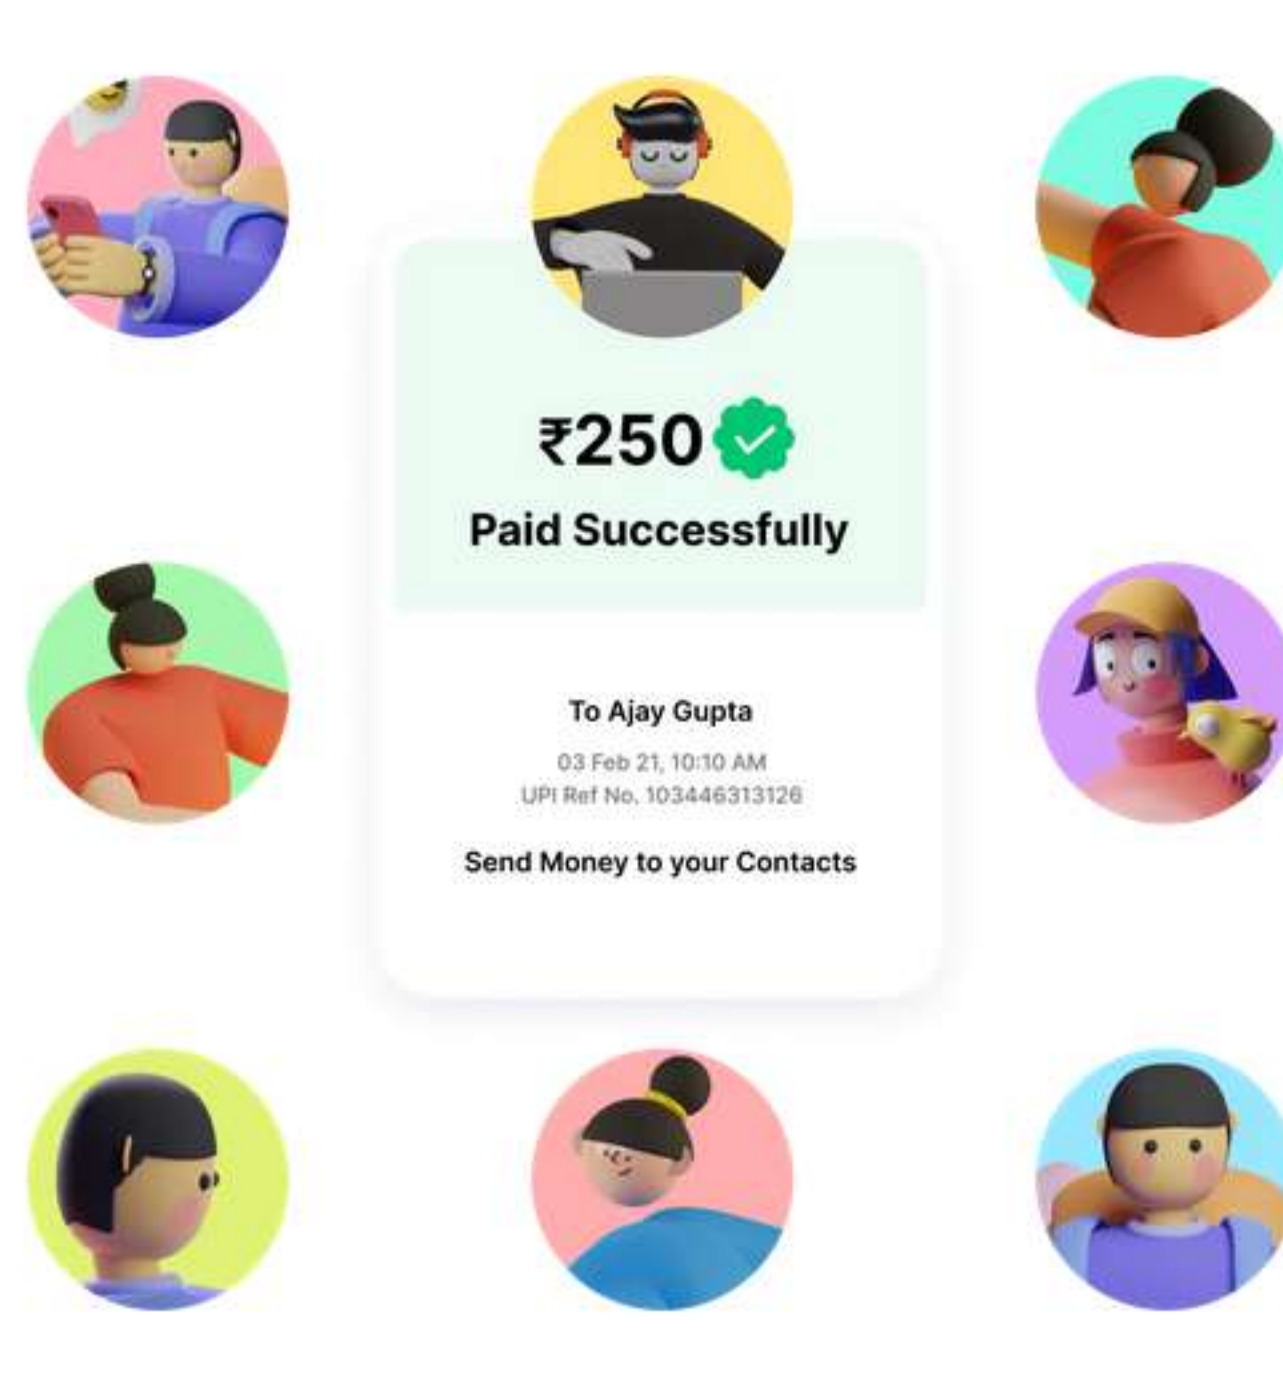 ₹250
Paid Successfully
To Ajay Gupta
03 Feb 21, 10:10 AM
UPI Ref No. 103446313126
Send Money to your Contacts